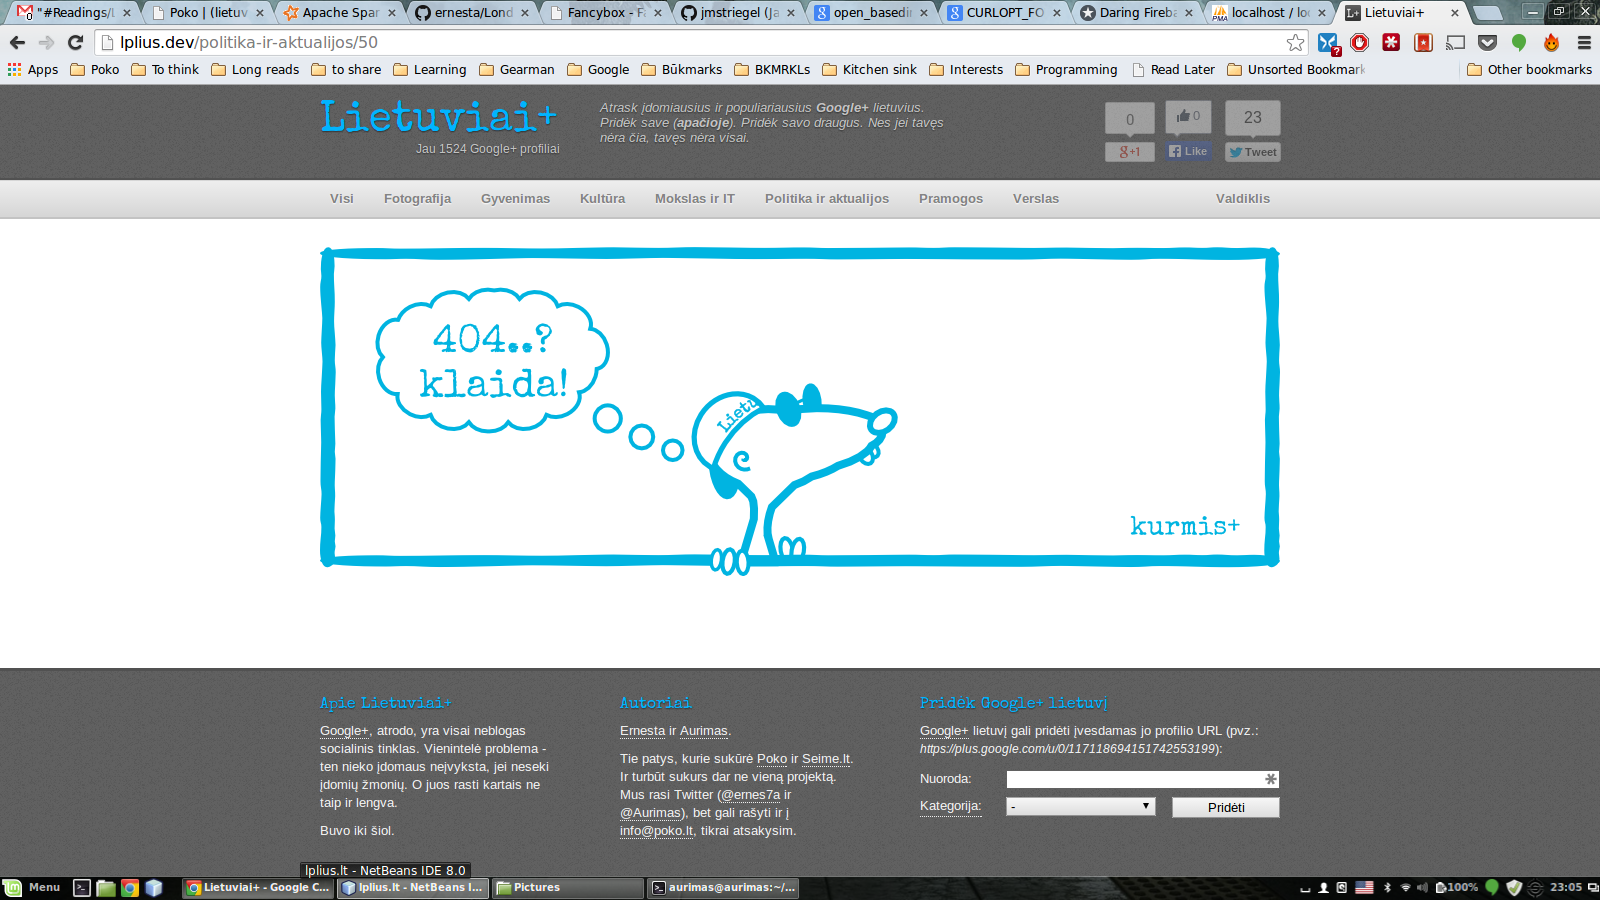 "#Readings/L
Poko | (lietuv
Apache Spar
ernesta/Lond
Fancybox - Fa
jmstriegel (Ja
open_basedi
CURLOPT_FO
Daring Fireba
localhost / loc
Lietuviai+
lplius.dev/politika-ir-aktualijos/50
Apps Poko To think Long reads to share Learning Gearman Google Būkmarks BKMRKLs Kitchen sink Interests Programming Read Later Unsorted Bookmark Other bookmarks
Lietuviai+
Jau 1524 Google+ profiliai
Atrask įdomiausius ir populiariausius Google+ lietuvius.
Pridėk save (apačioje). Pridėk savo draugus. Nes jei tavęs
nėra čia, tavęs nėra visai.
0 0 23
g+1 Like Tweet
Visi Fotografija Gyvenimas Kultūra Mokslas ir IT Politika ir aktualijos Pramogos Verslas Valdiklis
404..?
klaida!
Lietu
kurmis+
Apie Lietuviai+
Google+, atrodo, yra visai neblogas
socialinis tinklas. Vienintelė problema -
ten nieko įdomaus neįvyksta, jei neseki
įdomių žmonių. O juos rasti kartais ne
taip ir lengva.
Buvo iki šiol.
Autoriai
Ernesta ir Aurimas.
Tie patys, kurie sukūrė Poko ir Seime.lt.
Ir turbūt sukurs dar ne vieną projektą.
Mus rasi Twitter (@ernes7a ir
@Aurimas), bet gali rašyti ir į
info@poko.lt, tikrai atsakysim.
Pridėk Google+ lietuvį
Google+ lietuvį gali pridėti įvesdamas jo profilio URL (pvz.:
https://plus.google.com/u/0/117118694151742553199):
Nuoroda:
Kategorija: - Pridėti
lplius.lt - NetBeans IDE 8.0
Menu Lietuviai+ - Google C... lplius.lt - NetBeans I... Pictures aurimas@aurimas:~/... 100% 23:05